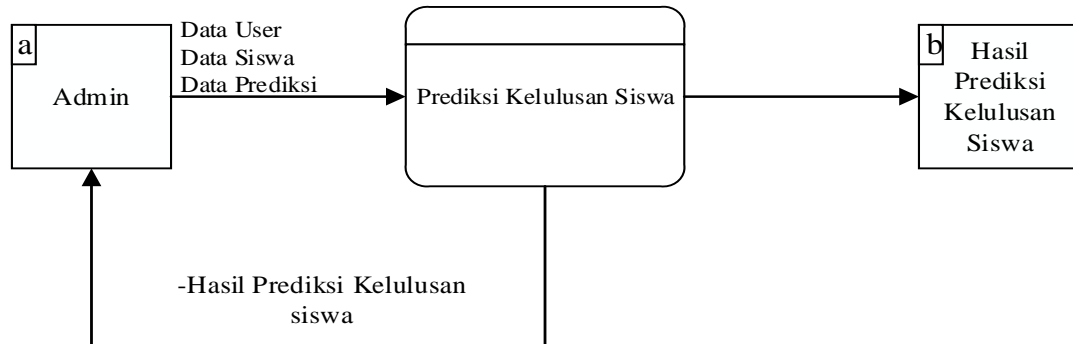 a
Admin
Data User
Data Siswa
Data Prediksi
Prediksi Kelulusan Siswa
b
Hasil
Prediksi
Kelulusan
Siswa
-Hasil Prediksi Kelulusan
siswa